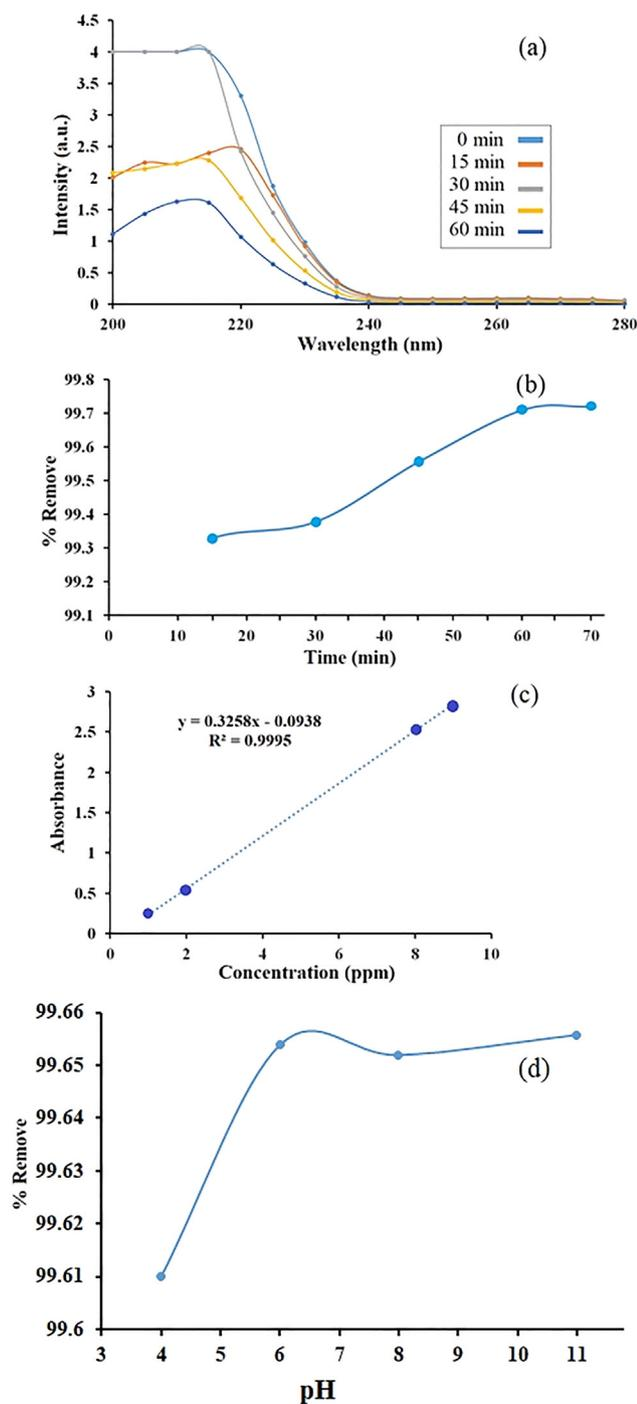 (a)
4.5
4
3.5
3
2.5
2
1.5
1
0.5
0
Intensity (a.u.)
0 min
15 min
30 min
45 min
60 min
200 220 240 260 280
Wavelength (nm)
(b)
99.8
99.7
99.6
99.5
99.4
99.3
99.2
99.1
% Remove
0 10 20 30 40 50 60 70
Time (min)
(c)
3
2.5
2
1.5
1
0.5
0
Absorbance
y = 0.3258x - 0.0938
R² = 0.9995
0 2 4 6 8 10
Concentration (ppm)
99.66
99.65
99.64
99.63
99.62
99.61
99.6
% Remove
(d)
3 4 5 6 7 8 9 10 11
pH